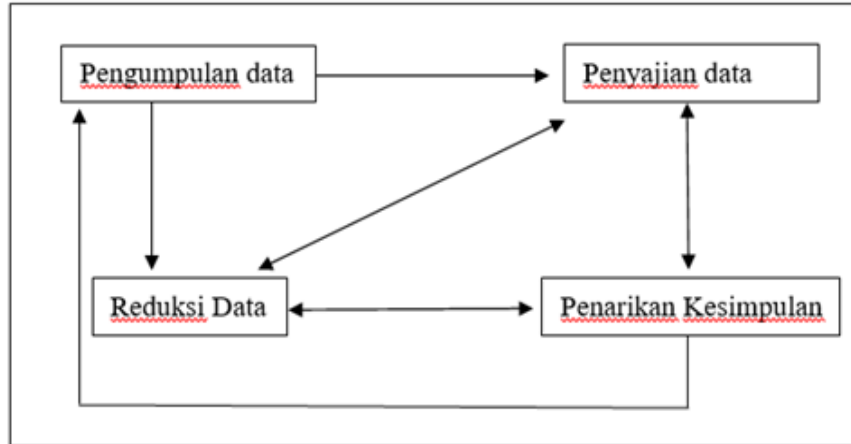 Pengumpulan data
Penyajian data
Reduksi Data
Penarikan Kesimpulan